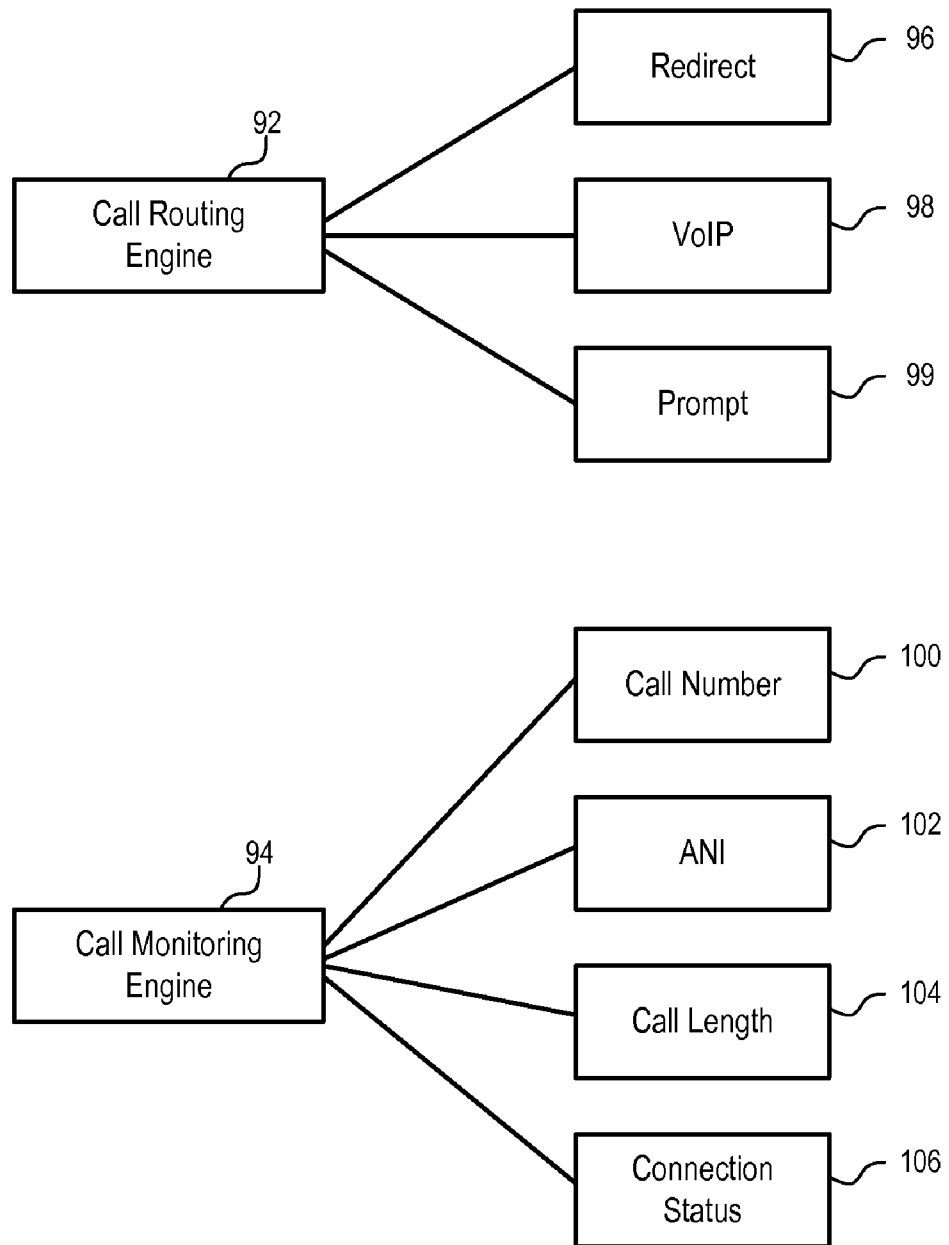 Redirect
96
92
Call Routing
Engine
VoIP
98
Prompt
99
Call Number
100
ANI
102
94
Call Monitoring
Engine
Call Length
104
Connection
Status
106